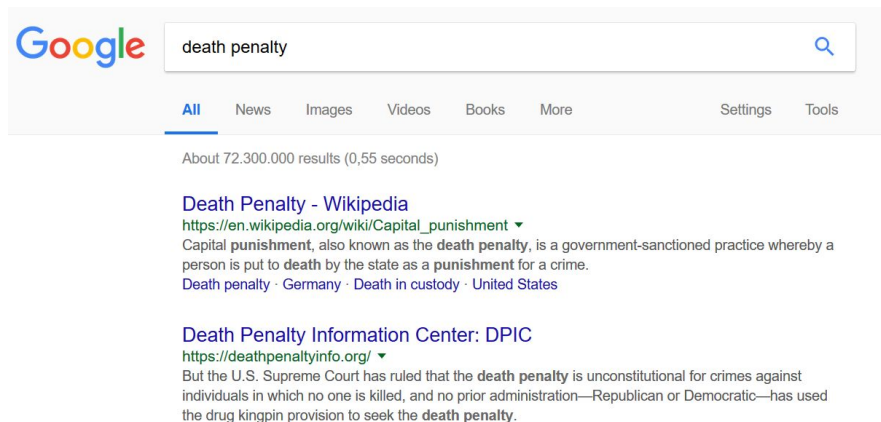 Google
death penalty
All News Images Videos Books More Settings Tools
About 72.300.000 results (0,55 seconds)
Death Penalty - Wikipedia
https://en.wikipedia.org/wiki/Capital_punishment
Capital punishment, also known as the death penalty, is a government-sanctioned practice whereby a
person is put to death by the state as a punishment for a crime.
Death penalty · Germany · Death in custody · United States
Death Penalty Information Center: DPIC
https://deathpenaltyinfo.org/
But the U.S. Supreme Court has ruled that the death penalty is unconstitutional for crimes against
individuals in which no one is killed, and no prior administration—Republican or Democratic—has used
the drug kingpin provision to seek the death penalty.